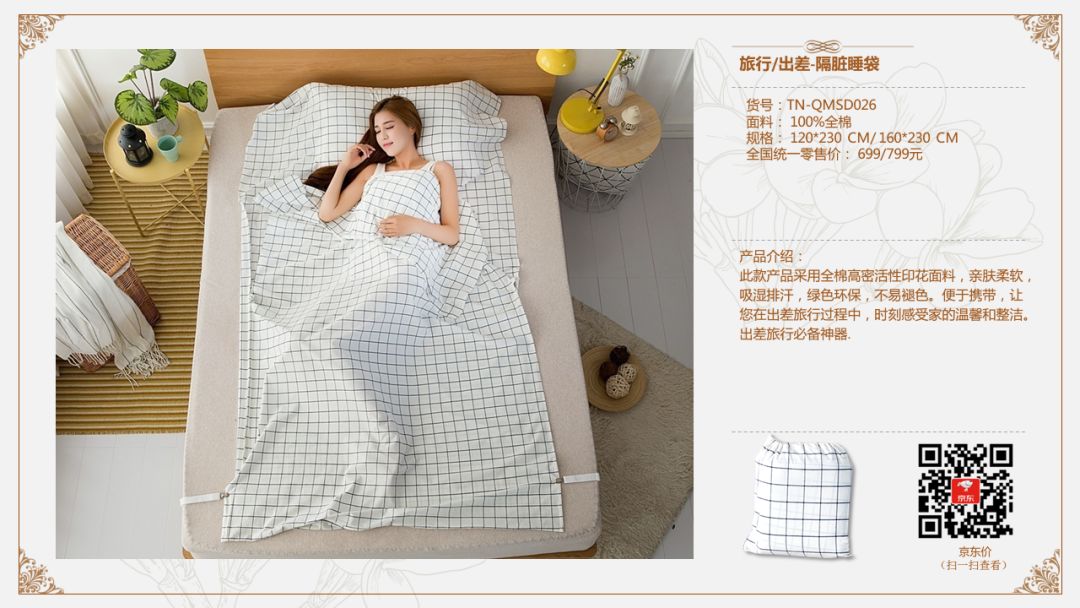 旅行/出差-隔脏睡袋
货号：TN-QMSD026
面料： 100%全棉
规格： 120*230 CM/ 160*230 CM
全国统一零售价： 699/799元
产品介绍：
此款产品采用全棉高密活性印花面料，亲肤柔软，
吸湿排汗，绿色环保，不易褪色。便于携带，让
您在出差旅行过程中，时刻感受家的温馨和整洁。
出差旅行必备神器.
京东
京东价
（扫一扫查看）